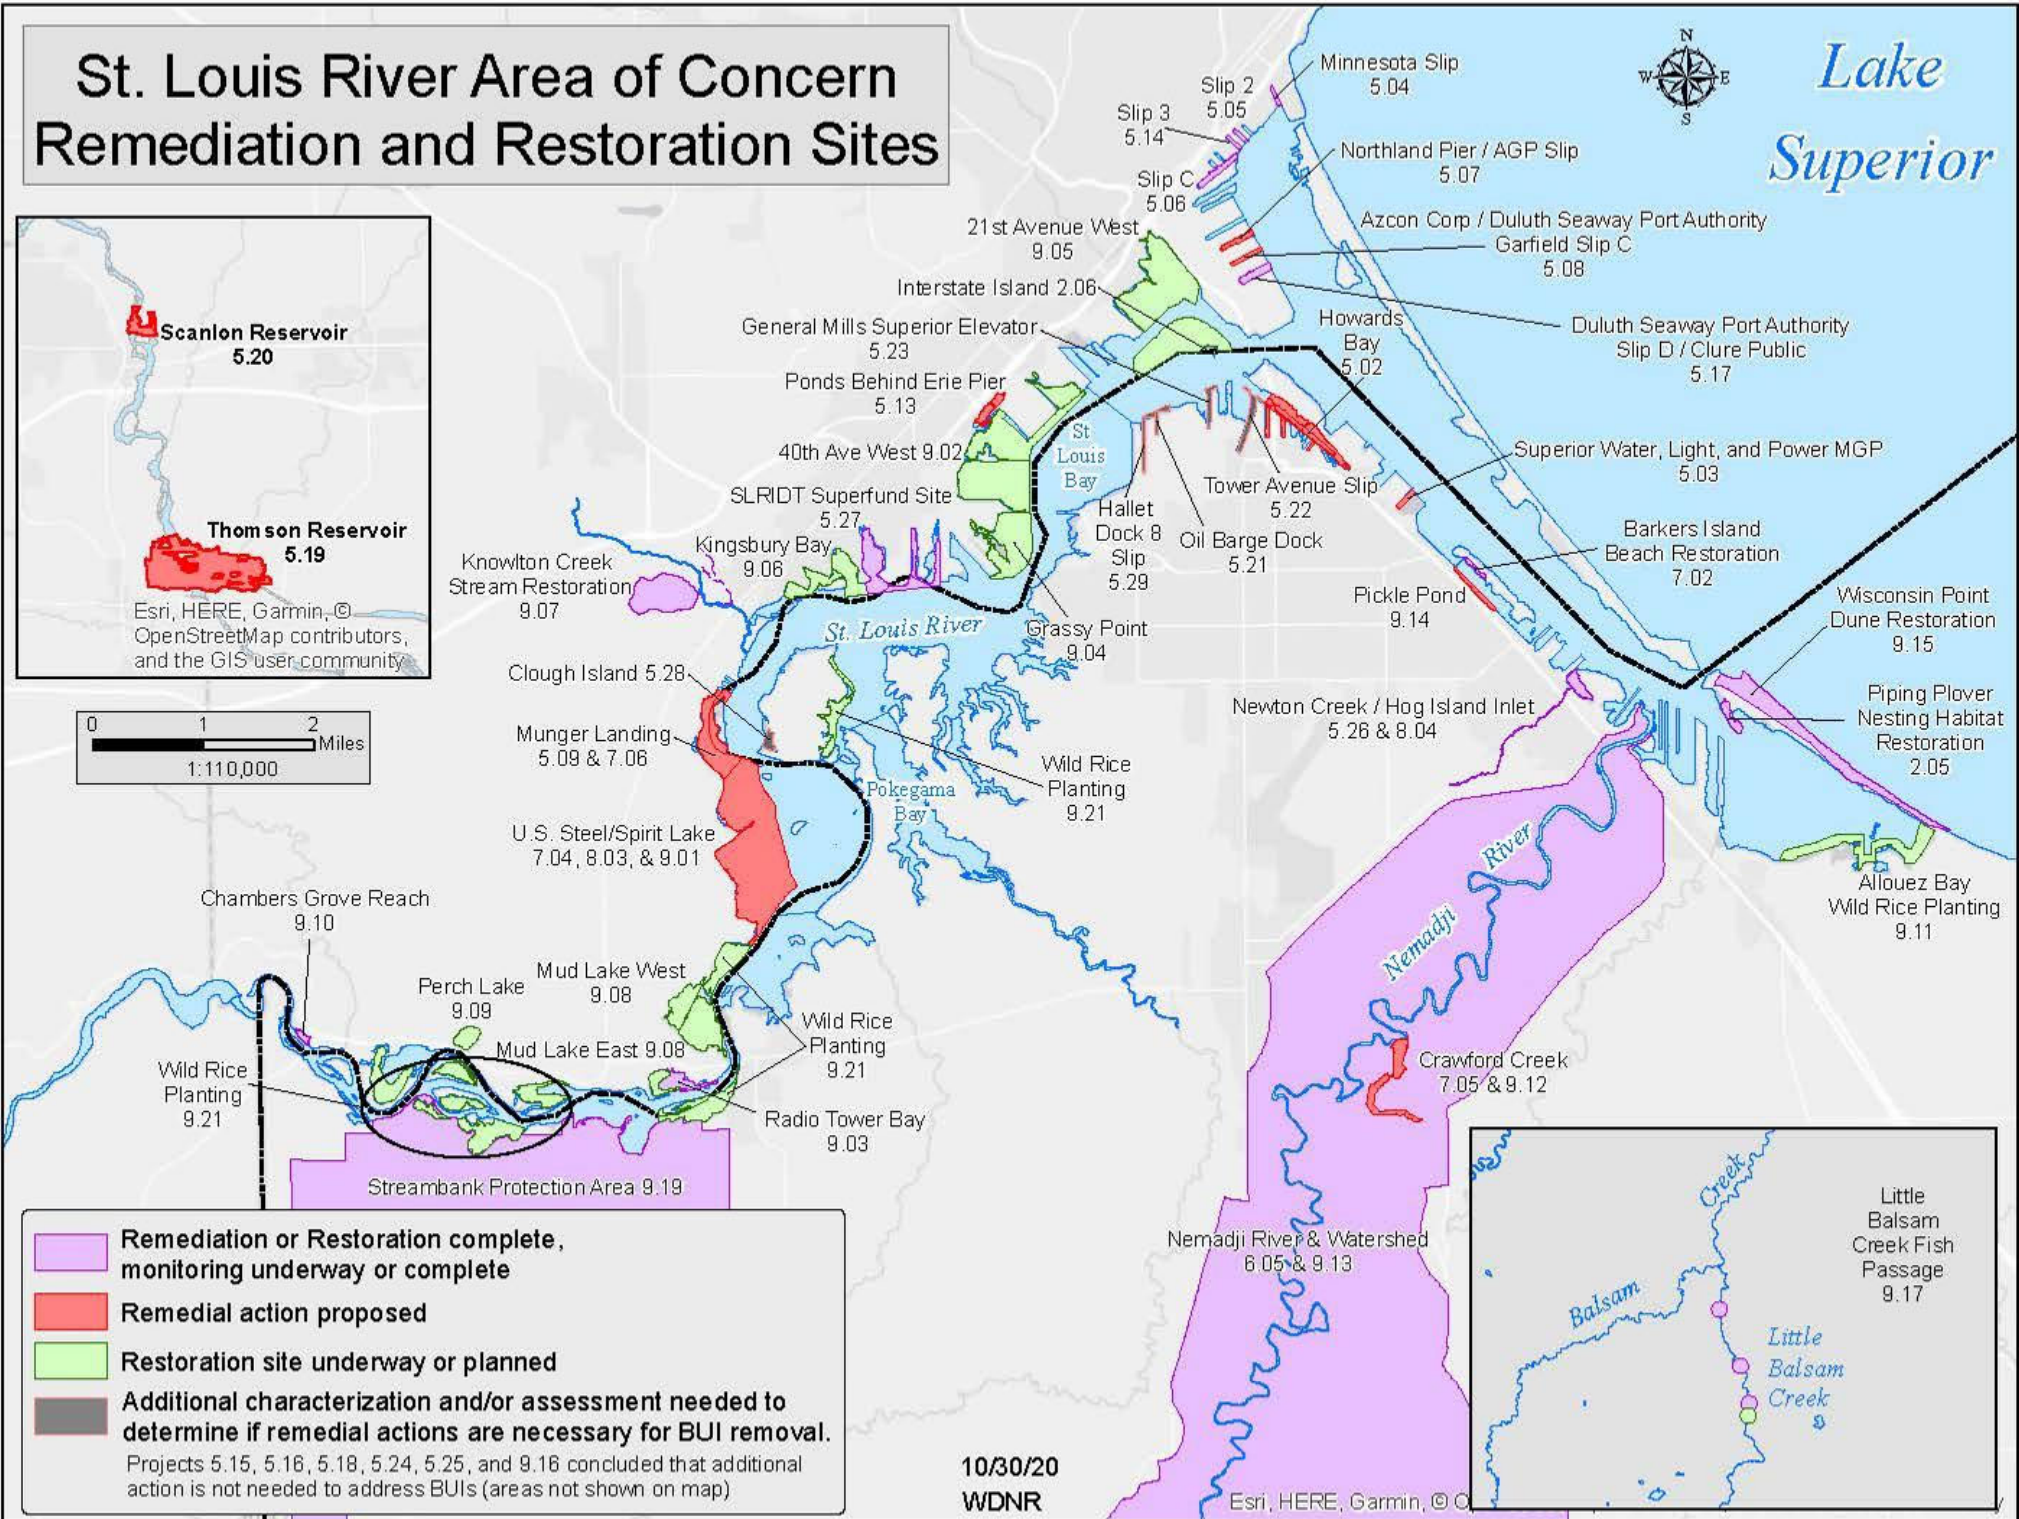 St. Louis River Area of Concern
Remediation and Restoration Sites
N
W
E
S
Lake
Superior
Minnesota Slip
5.04
Slip 2
5.05
Slip 3
5.14
Northland Pier / AGP Slip
5.07
Slip C
5.06
Azcon Corp / Duluth Seaway Port Authority
Garfield Slip C
5.08
21st Avenue West
9.05
Interstate Island 2.06
General Mills Superior Elevator
5.23
Howards
Bay
5.02
Duluth Seaway Port Authority
Slip D / Clure Public
5.17
Ponds Behind Erie Pier
5.13
40th Ave West 9.02
St
Louis
Bay
Superior Water, Light, and Power MGP
5.03
SLRIDT Superfund Site
5.27
Hallet
Dock 8
Slip
5.29
Tower Avenue Slip
5.22
Oil Barge Dock
5.21
Barkers Island
Beach Restoration
7.02
Kingsbury Bay
9.06
Knowlton Creek
Stream Restoration
9.07
Pickle Pond
9.14
Wisconsin Point
Dune Restoration
9.15
St. Louis River
Grassy Point
9.04
Clough Island 5.28
Newton Creek / Hog Island Inlet
5.26 & 8.04
Piping Plover
Nesting Habitat
Restoration
2.05
Munger Landing
5.09 & 7.06
Wild Rice
Planting
9.21
Pokegama
Bay
U.S. Steel/Spirit Lake
7.04, 8.03, & 9.01
Allouez Bay
Wild Rice Planting
9.11
Nemadji
River
Chambers Grove Reach
9.10
Perch Lake
9.09
Mud Lake West
9.08
Mud Lake East 9.08
Wild Rice
Planting
9.21
Wild Rice
Planting
9.21
Radio Tower Bay
9.03
Crawford Creek
7.05 & 9.12
Streambank Protection Area 9.19
Nemadji River & Watershed
6.05 & 9.13
Scanlon Reservoir
5.20
Thomson Reservoir
5.19
Esri, HERE, Garmin, ©
OpenStreetMap contributors,
and the GIS user community
0 1 2
Miles
1:110,000
Remediation or Restoration complete,
monitoring underway or complete
Remedial action proposed
Restoration site underway or planned
Additional characterization and/or assessment needed to
determine if remedial actions are necessary for BUI removal.
Projects 5.15, 5.16, 5.18, 5.24, 5.25, and 9.16 concluded that additional
action is not needed to address BUIs (areas not shown on map)
10/30/20
WDNR
Esri, HERE, Garmin, ©
Creek
Balsam
Little
Balsam
Creek
Little
Balsam
Creek Fish
Passage
9.17